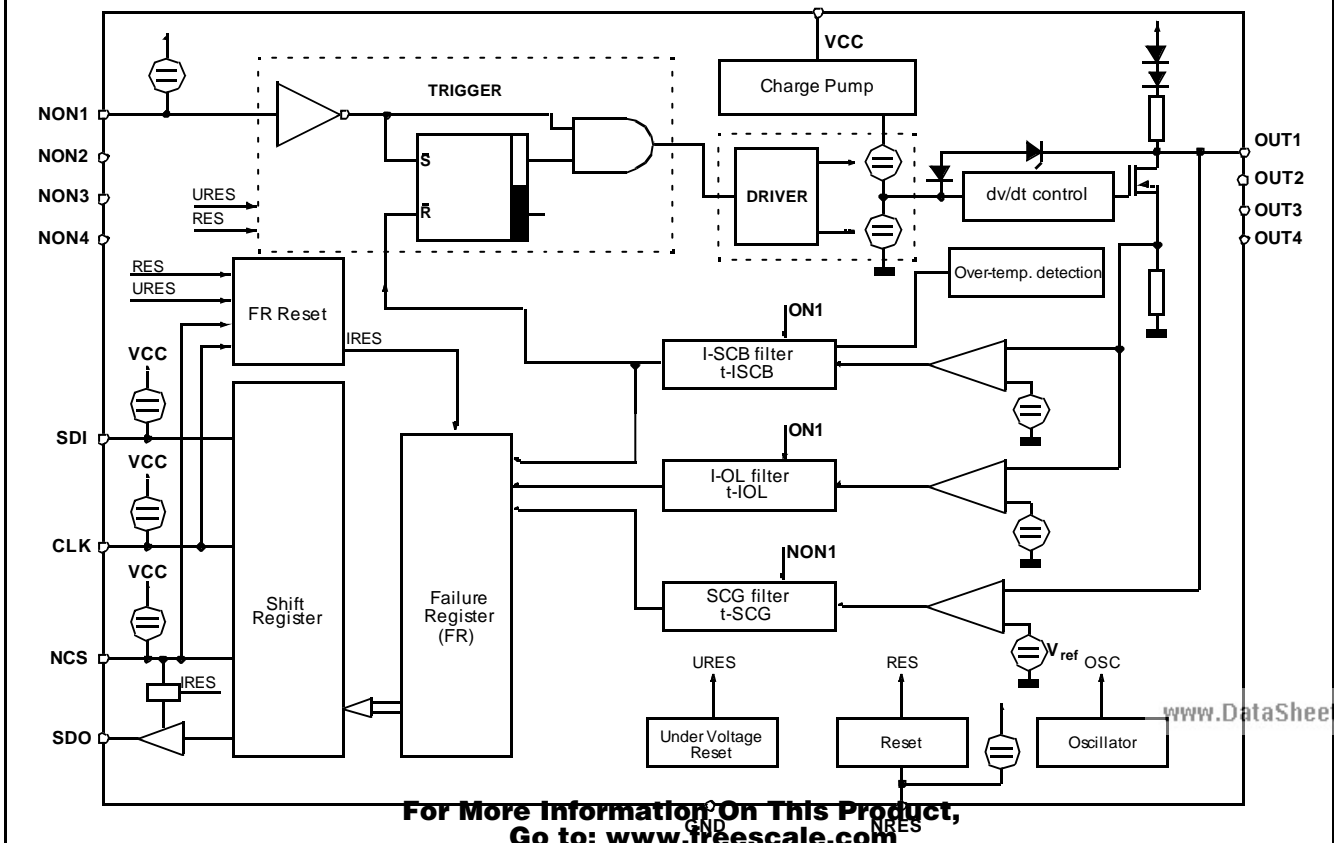 VCC
Charge Pump
TRIGGER
NON1
NON2
NON3
NON4
URES
RES
S
R
DRIVER
dv/dt control
OUT1
OUT2
OUT3
OUT4
Over-temp. detection
RES
URES
FR Reset
IRES
ON1
I-SCB filter
t-ISCB
VCC
SDI
VCC
CLK
VCC
NCS
IRES
SDO
Shift
Register
Failure
Register
(FR)
ON1
I-OL filter
t-IOL
NON1
SCG filter
t-SCG
Vref
URES
RES
OSC
Under Voltage
Reset
Reset
Oscillator
www.DataSheet
GND
NRES
For More Information On This Product,
Go to: www.freescale.com